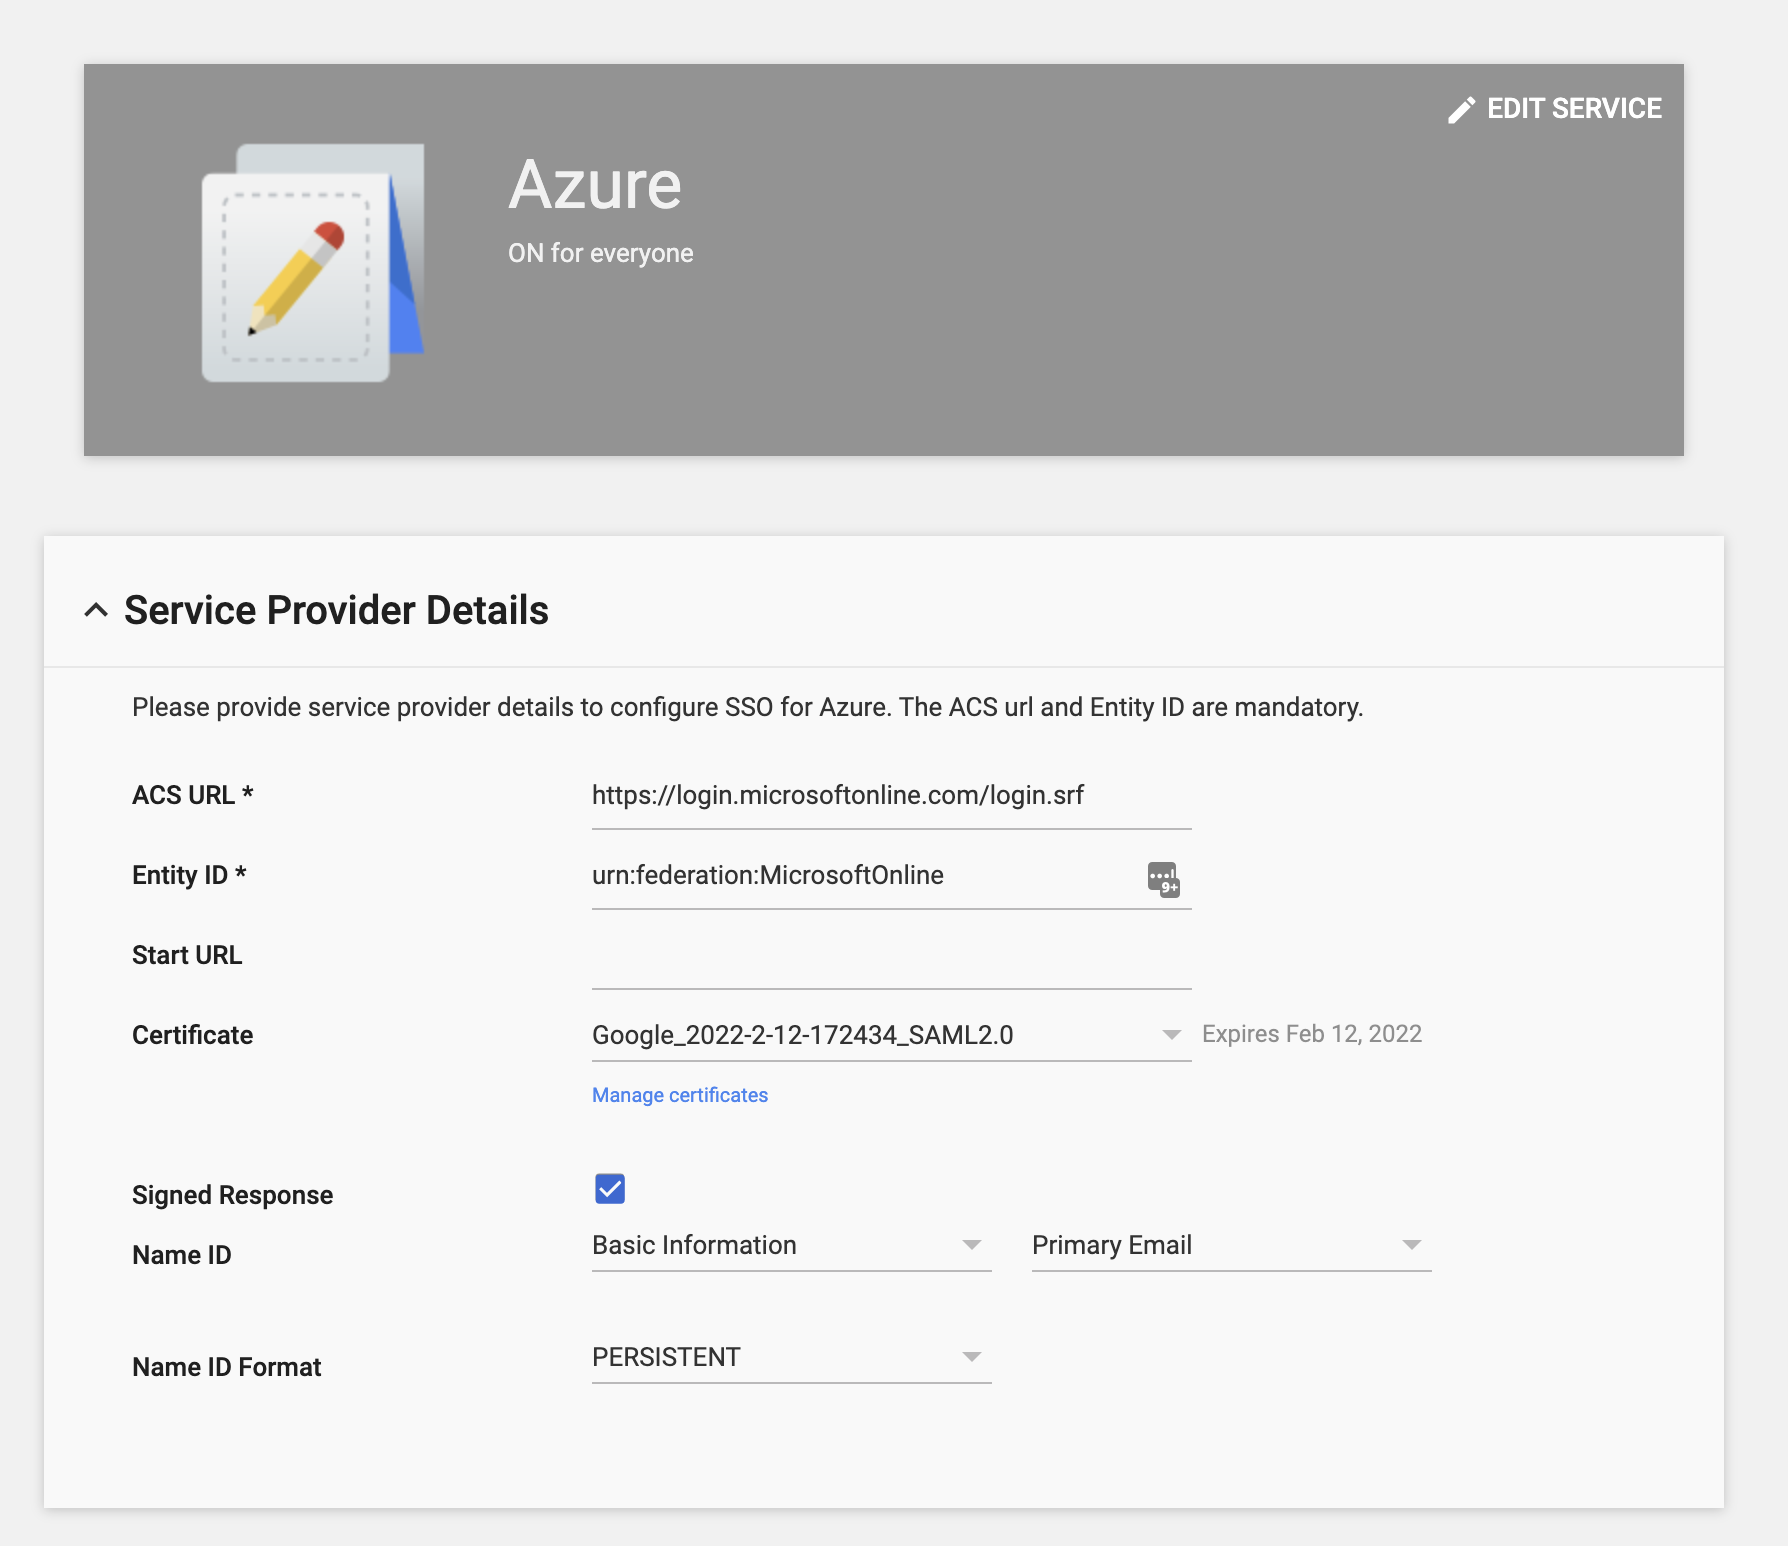 EDIT SERVICE
Azure
ON for everyone
Service Provider Details
Please provide service provider details to configure SSO for Azure. The ACS url and Entity ID are mandatory.
ACS URL * https://login.microsoftonline.com/login.srf
Entity ID * urn:federation:MicrosoftOnline 9+
Start URL
Certificate Google_2022-2-12-172434_SAML2.0 Expires Feb 12, 2022
Manage certificates
Signed Response
Name ID Basic Information Primary Email
Name ID Format PERSISTENT